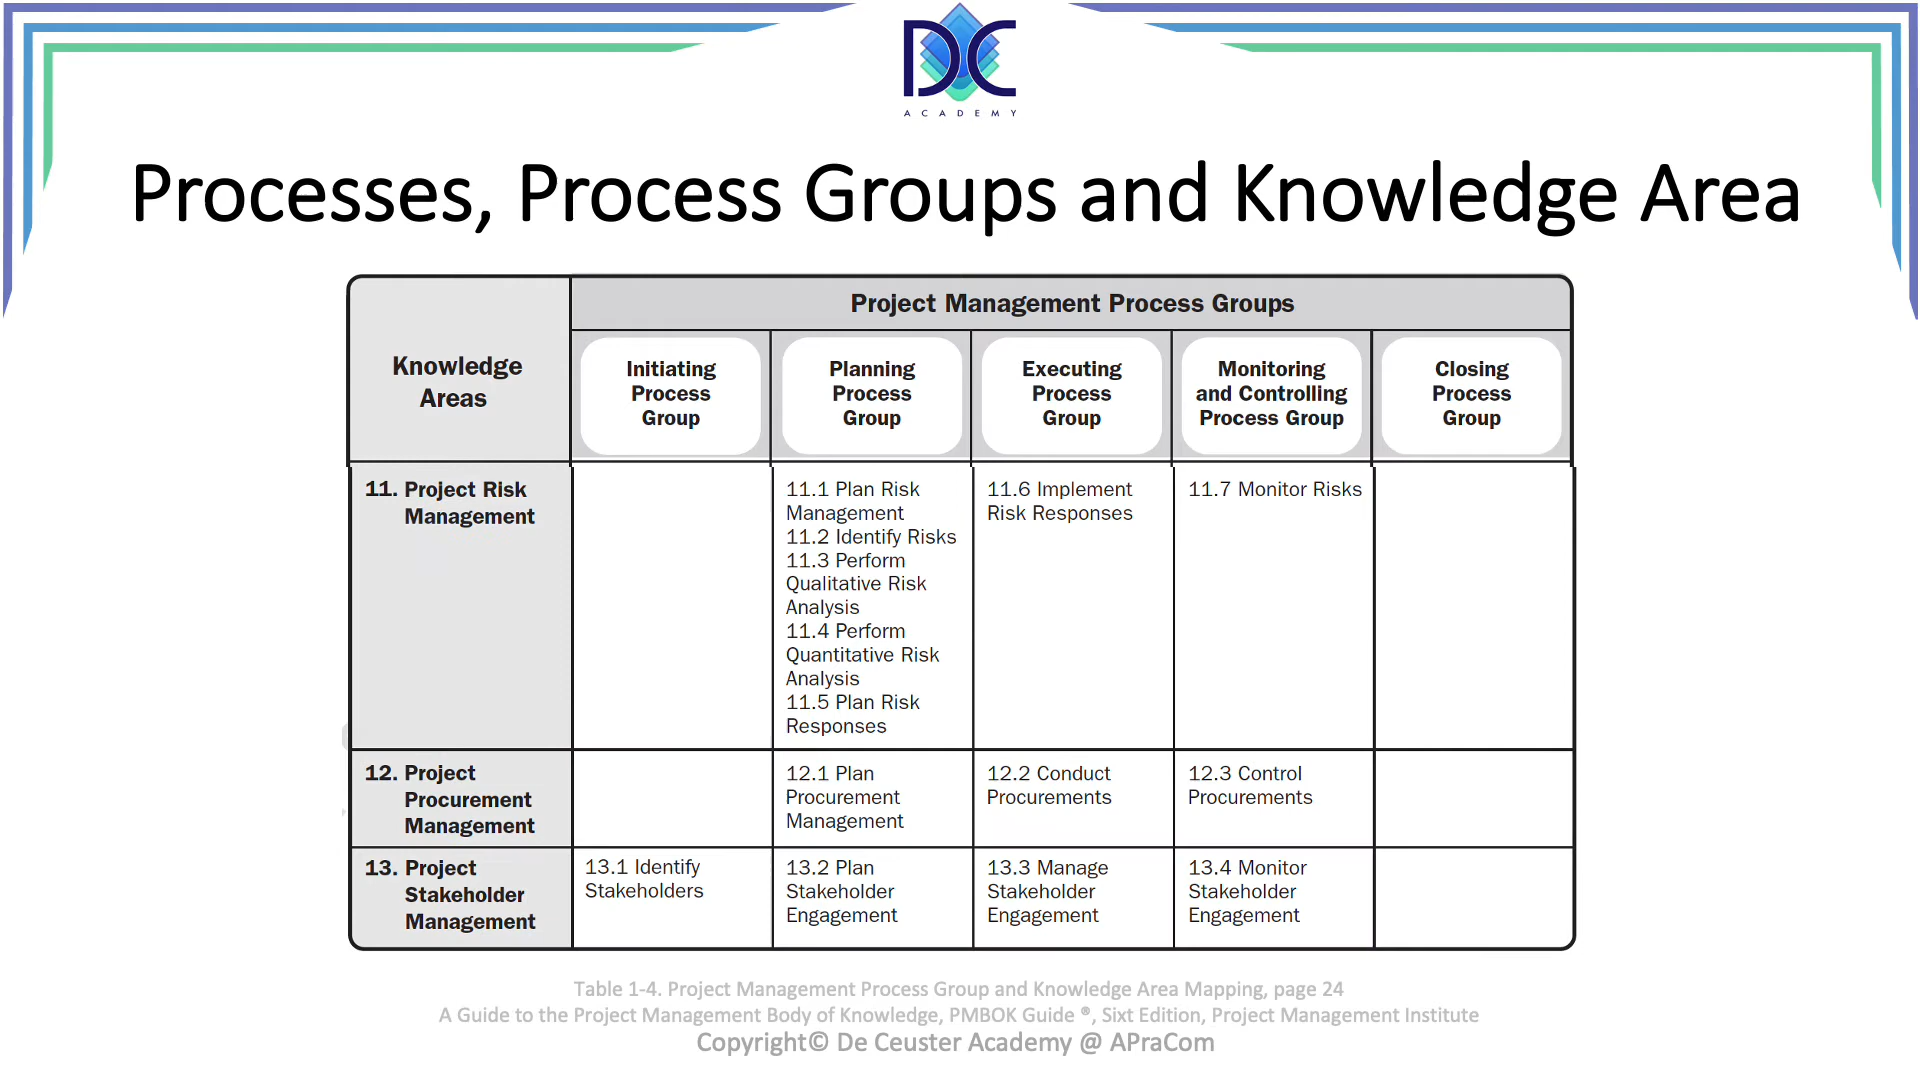 DC
ACADEMY
Processes, Process Groups and Knowledge Area
Knowledge
Areas
Project Management Process Groups
Initiating
Process
Group
Planning
Process
Group
Executing
Process
Group
Monitoring
and Controlling
Process Group
Closing
Process
Group
11. Project Risk
Management
11.1 Plan Risk
Management
11.2 Identify Risks
11.3 Perform
Qualitative Risk
Analysis
11.4 Perform
Quantitative Risk
Analysis
11.5 Plan Risk
Responses
11.6 Implement
Risk Responses
11.7 Monitor Risks
12. Project
Procurement
Management
12.1 Plan
Procurement
Management
12.2 Conduct
Procurements
12.3 Control
Procurements
13. Project
Stakeholder
Management
13.1 Identify
Stakeholders
13.2 Plan
Stakeholder
Engagement
13.3 Manage
Stakeholder
Engagement
13.4 Monitor
Stakeholder
Engagement
Table 1-4. Project Management Process Group and Knowledge Area Mapping, page 24
A Guide to the Project Management Body of Knowledge, PMBOK Guide ®, Sixt Edition, Project Management Institute
Copyright© De Ceuster Academy @ APraCom